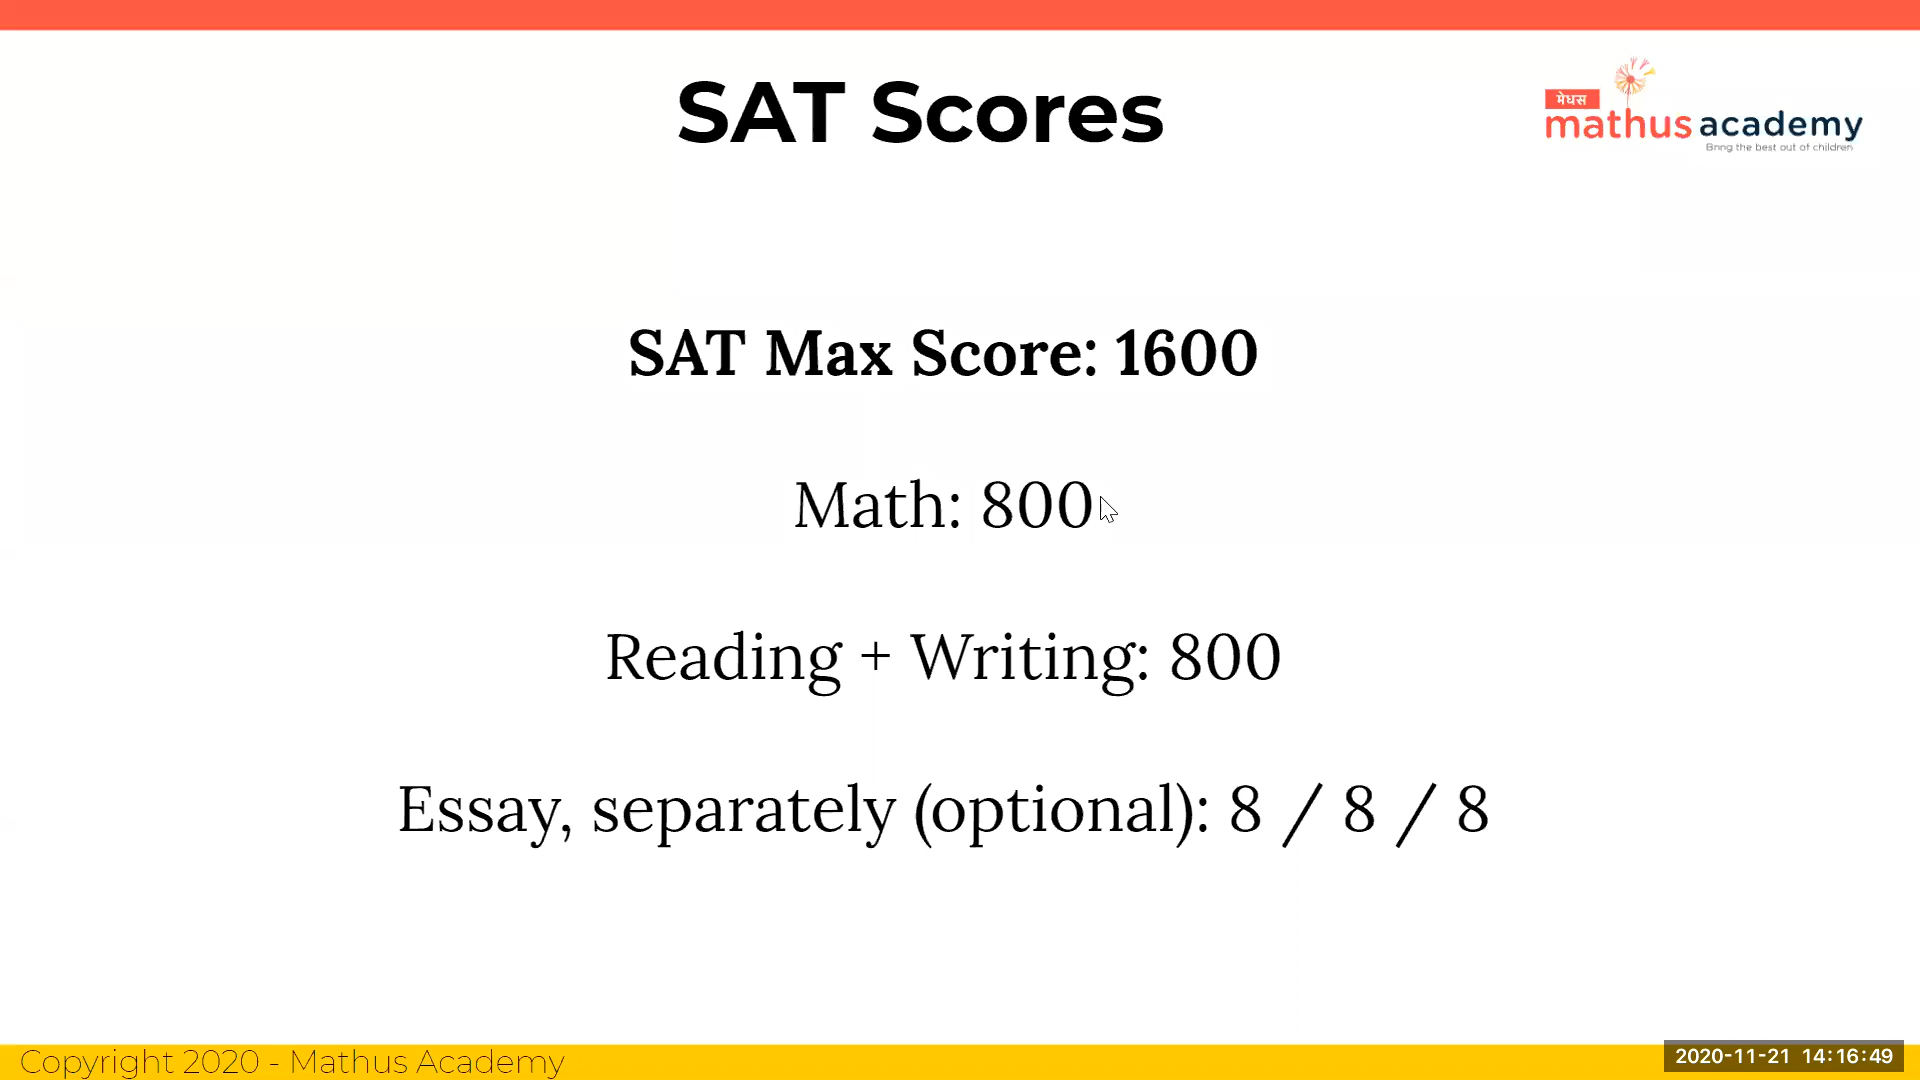 SAT Scores
मेधस
mathus academy
Bring the best out of children
SAT Max Score: 1600
Math: 800
Reading + Writing: 800
Essay, separately (optional): 8 / 8 / 8
Copyright 2020 - Mathus Academy
2020-11-21 14:16:49